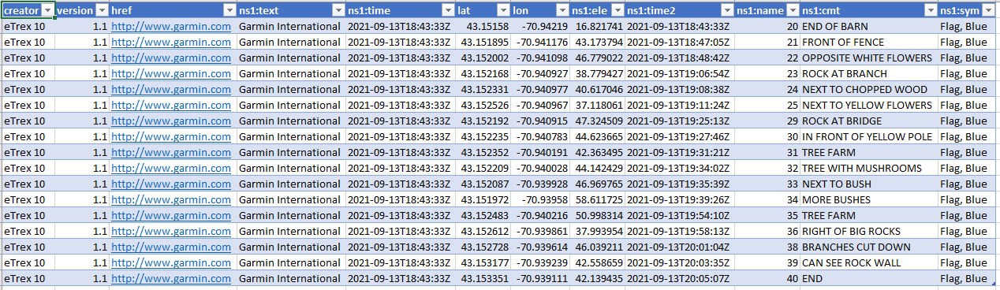 creator version href ns1:text ns1:time lat lon ns1:ele ns1:time2 ns1:name ns1:cmt ns1:sym
eTrex 10 1.1 http://www.garmin.com Garmin International 2021-09-13T18:43:33Z 43.15158 -70.94219 16.821741 2021-09-13T18:43:33Z 20 END OF BARN Flag, Blue
eTrex 10 1.1 http://www.garmin.com Garmin International 2021-09-13T18:43:33Z 43.151895 -70.941176 43.173794 2021-09-13T18:47:05Z 21 FRONT OF FENCE Flag, Blue
eTrex 10 1.1 http://www.garmin.com Garmin International 2021-09-13T18:43:33Z 43.152002 -70.941098 46.779022 2021-09-13T18:48:42Z 22 OPPOSITE WHITE FLOWERS Flag, Blue
eTrex 10 1.1 http://www.garmin.com Garmin International 2021-09-13T18:43:33Z 43.152168 -70.940927 38.779427 2021-09-13T19:06:54Z 23 ROCK AT BRANCH Flag, Blue
eTrex 10 1.1 http://www.garmin.com Garmin International 2021-09-13T18:43:33Z 43.152331 -70.940977 40.617046 2021-09-13T19:08:38Z 24 NEXT TO CHOPPED WOOD Flag, Blue
eTrex 10 1.1 http://www.garmin.com Garmin International 2021-09-13T18:43:33Z 43.152526 -70.940967 37.118061 2021-09-13T19:11:24Z 25 NEXT TO YELLOW FLOWERS Flag, Blue
eTrex 10 1.1 http://www.garmin.com Garmin International 2021-09-13T18:43:33Z 43.152192 -70.940915 47.324509 2021-09-13T19:25:13Z 29 ROCK AT BRIDGE Flag, Blue
eTrex 10 1.1 http://www.garmin.com Garmin International 2021-09-13T18:43:33Z 43.152235 -70.940783 44.623665 2021-09-13T19:27:46Z 30 IN FRONT OF YELLOW POLE Flag, Blue
eTrex 10 1.1 http://www.garmin.com Garmin International 2021-09-13T18:43:33Z 43.152352 -70.940191 42.363495 2021-09-13T19:31:21Z 31 TREE FARM Flag, Blue
eTrex 10 1.1 http://www.garmin.com Garmin International 2021-09-13T18:43:33Z 43.152209 -70.940028 44.142429 2021-09-13T19:34:02Z 32 TREE WITH MUSHROOMS Flag, Blue
eTrex 10 1.1 http://www.garmin.com Garmin International 2021-09-13T18:43:33Z 43.152087 -70.939928 46.969765 2021-09-13T19:35:39Z 33 NEXT TO BUSH Flag, Blue
eTrex 10 1.1 http://www.garmin.com Garmin International 2021-09-13T18:43:33Z 43.151972 -70.93958 58.611725 2021-09-13T19:39:26Z 34 MORE BUSHES Flag, Blue
eTrex 10 1.1 http://www.garmin.com Garmin International 2021-09-13T18:43:33Z 43.152483 -70.940216 50.998314 2021-09-13T19:54:10Z 35 TREE FARM Flag, Blue
eTrex 10 1.1 http://www.garmin.com Garmin International 2021-09-13T18:43:33Z 43.152612 -70.939861 37.993954 2021-09-13T19:58:13Z 36 RIGHT OF BIG ROCKS Flag, Blue
eTrex 10 1.1 http://www.garmin.com Garmin International 2021-09-13T18:43:33Z 43.152728 -70.939614 46.039211 2021-09-13T20:01:04Z 38 BRANCHES CUT DOWN Flag, Blue
eTrex 10 1.1 http://www.garmin.com Garmin International 2021-09-13T18:43:33Z 43.153177 -70.939239 42.558659 2021-09-13T20:03:35Z 39 CAN SEE ROCK WALL Flag, Blue
eTrex 10 1.1 http://www.garmin.com Garmin International 2021-09-13T18:43:33Z 43.153351 -70.939111 42.139435 2021-09-13T20:05:07Z 40 END Flag, Blue